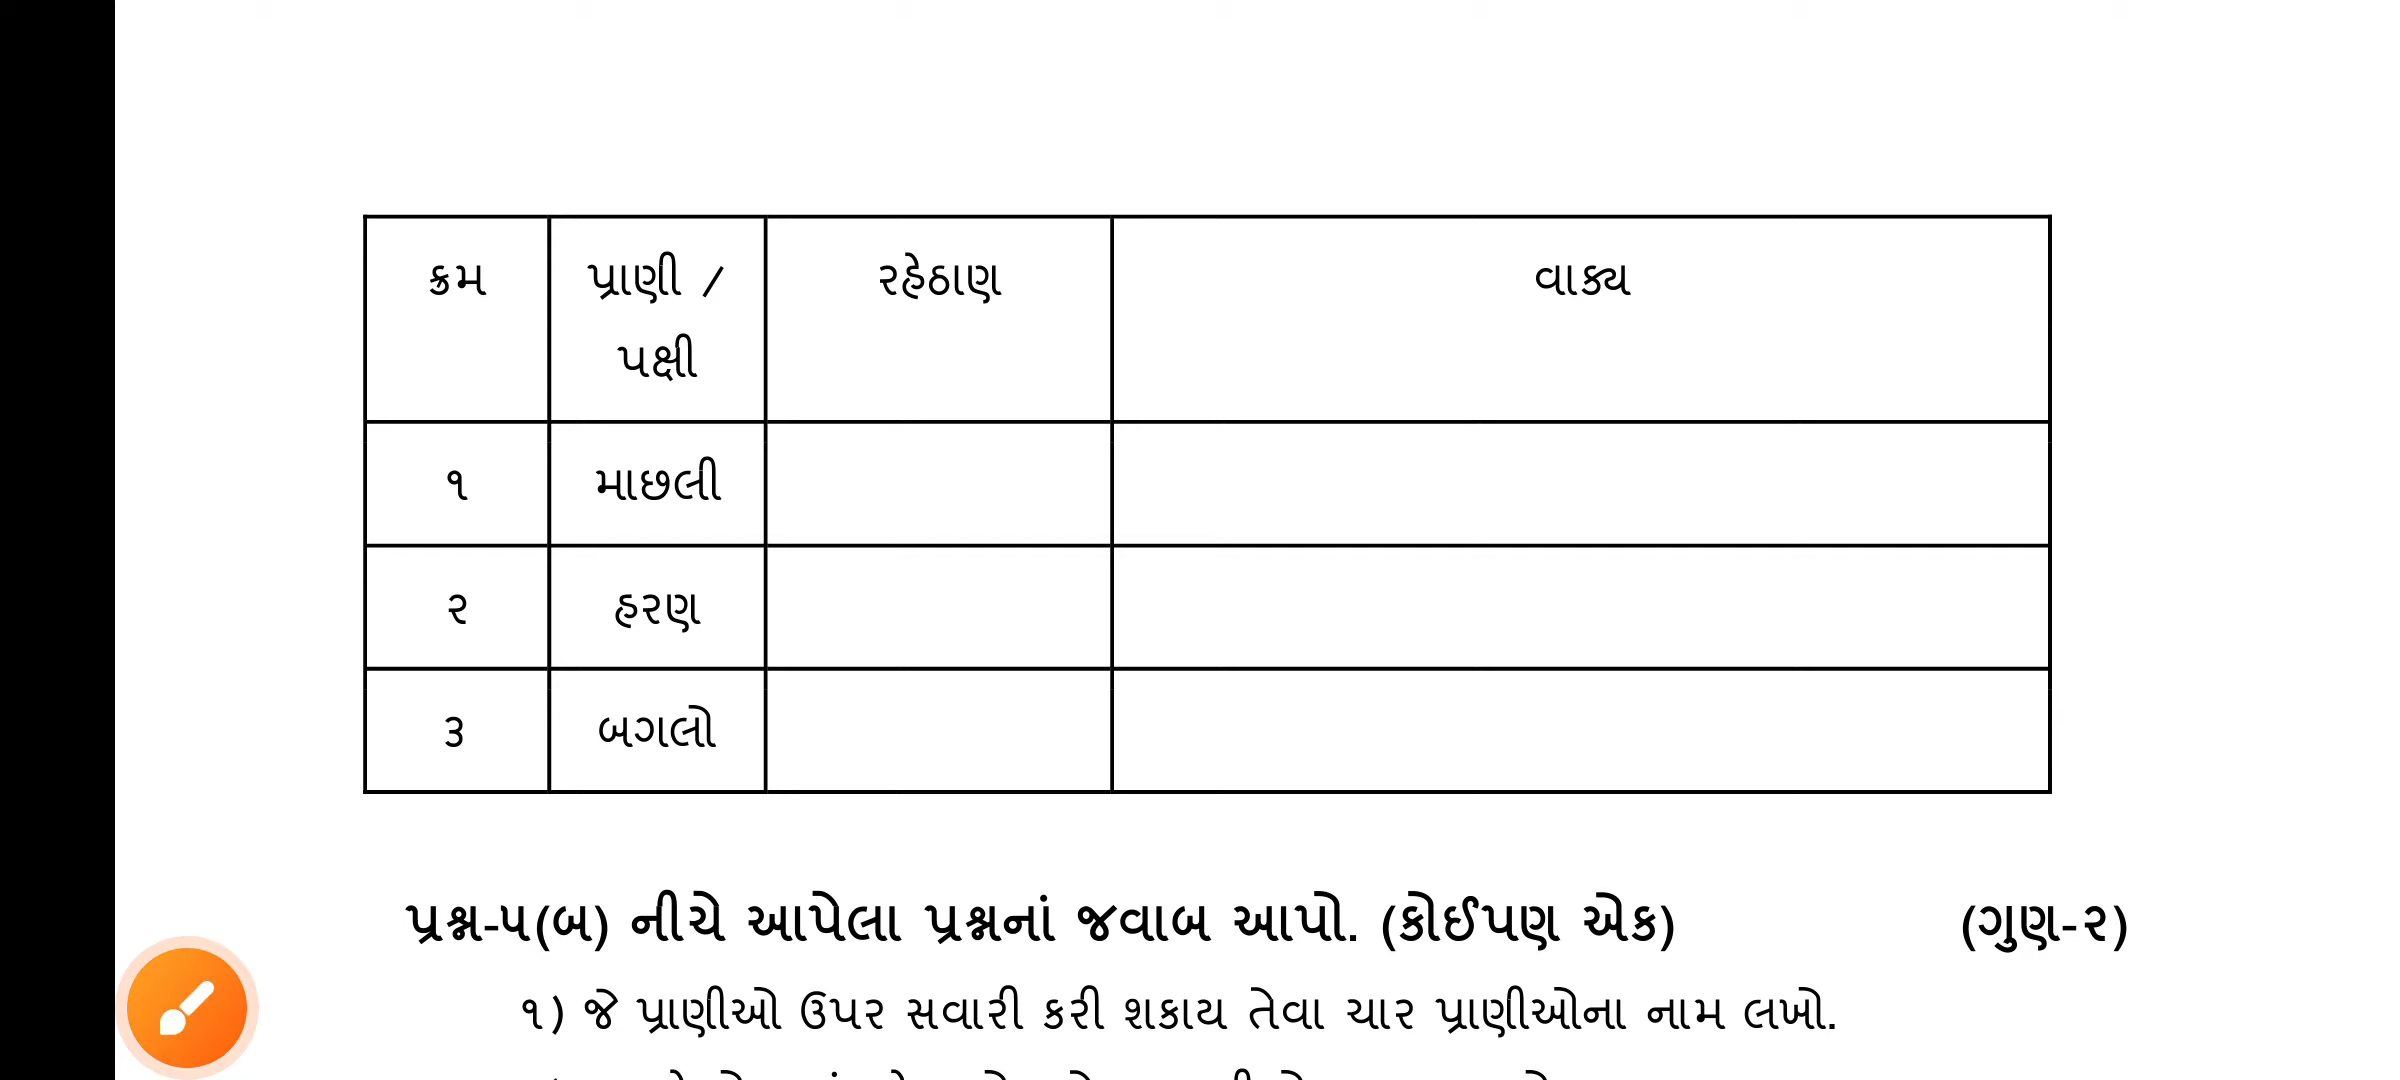 ક્રમ પ્રાણી / પક્ષી રહેઠાણ વાક્ય
૧ માછલી
૨ હરણ
૩ બગલો
પ્રશ્ન-૫(બ) નીચે આપેલા પ્રશ્નનાં જવાબ આપો. (કોઈપણ એક) (ગુણ-૨)
૧) જે પ્રાણીઓ ઉપર સવારી કરી શકાય તેવા ચાર પ્રાણીઓના નામ લખો.